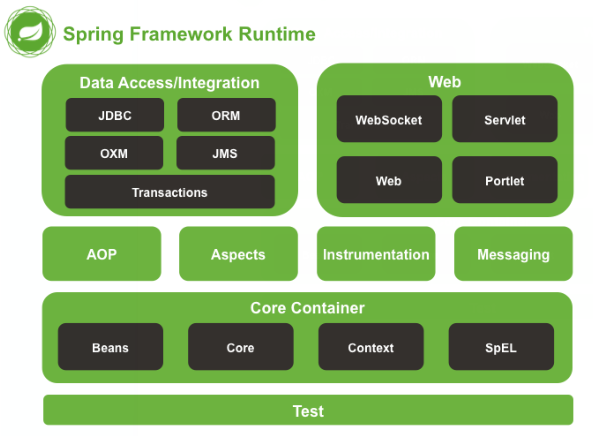 Spring Framework Runtime
Data Access/Integration
JDBC
ORM
OXM
JMS
Transactions
Web
WebSocket
Servlet
Web
Portlet
AOP
Aspects
Instrumentation
Messaging
Core Container
Beans
Core
Context
SpEL
Test